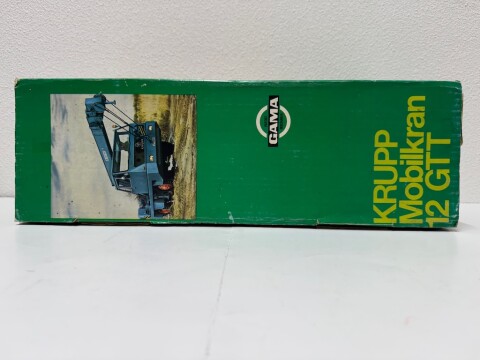 GAMA
KRUPP
Mobilkran
12 GTT